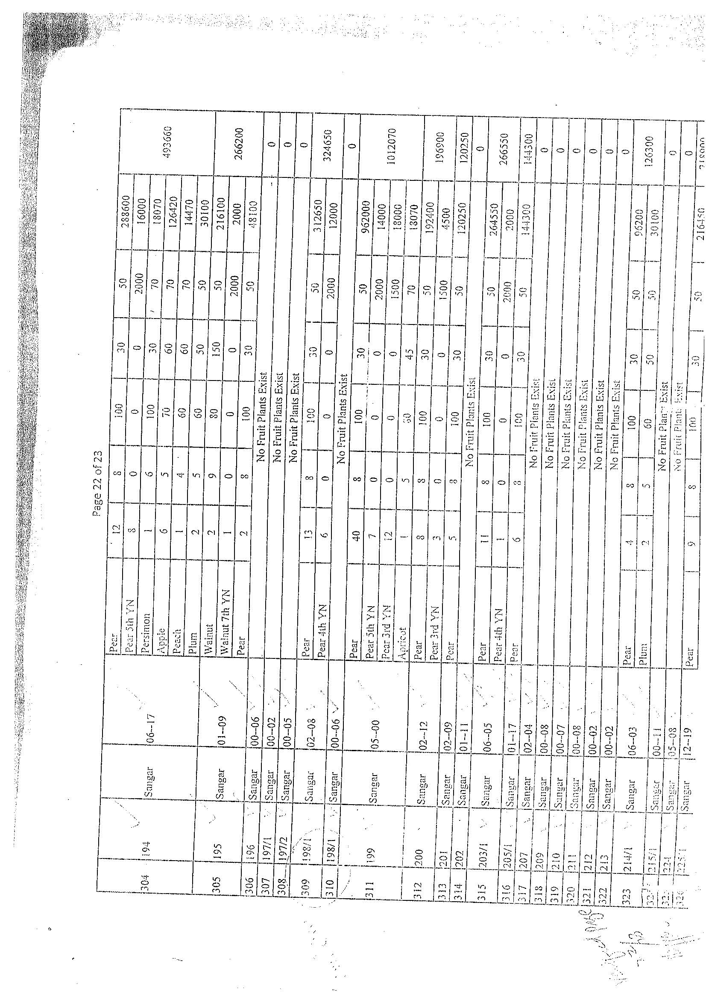 Page 22 of 23
304 194 Sangar 06--17 Pear 12 8 100 30 50 288600 493660
Pear 5th YN 8 0 0 0 2000 16000
Persimon 1 6 100 30 70 18070
Apple 6 5 70 60 70 126420
Peach 1 4 60 60 70 14470
Plum 2 5 60 50 50 30100
305 195 Sangar 01--09 Walnut 2 9 80 150 50 216100 266200
Walnut 7th YN 1 0 0 0 2000 2000
Pear 2 8 100 30 50 48100
306 196 Sangar 00--06 No Fruit Plants Exist 0
307 197/1 Sangar 00--02 No Fruit Plants Exist 0
308 197/2 Sangar 00--05 No Fruit Plants Exist 0
309 198/1 Sangar 02--08 Pear 13 8 100 30 50 312650 324650
Pear 4th YN 6 0 0 0 2000 12000
310 198/1 Sangar 00--06 No Fruit Plants Exist 0
311 199 Sangar 05--00 Pear 40 8 100 30 50 962000 1012070
Pear 5th YN 7 0 0 0 2000 14000
Pear 3rd YN 12 0 0 0 1500 18000
Apricot 1 5 80 45 70 18070
312 200 Sangar 02--12 Pear 8 8 100 30 50 192400 196900
Pear 3rd YN 3 0 0 0 1500 4500
313 201 Sangar 02--09 Pear 5 8 100 30 50 120250 120250
314 202 Sangar 01--11 No Fruit Plants Exist 0
315 203/1 Sangar 06--05 Pear 11 8 100 30 50 264550 266550
Pear 4th YN 1 0 0 0 2000 2000
316 205/1 Sangar 01--17 Pear 6 8 100 30 50 144300 144300
317 207 Sangar 02--04 No Fruit Plants Exist 0
318 209 Sangar 00--08 No Fruit Plants Exist 0
319 210 Sangar 00--07 No Fruit Plants Exist 0
320 211 Sangar 00--08 No Fruit Plants Exist 0
321 212 Sangar 00--02 No Fruit Plants Exist 0
322 213 Sangar 00--02 No Fruit Plants Exist 0
323 214/1 Sangar 06--03 Pear 4 8 100 30 50 96200 126300
Plum 2 5 60 50 50 30100
215/1 Sangar 00--11 No Fruit Plants Exist 0
224 Sangar 05--08 No Fruit Plants Exist 0
225/1 Sangar 12--19 Pear 9 8 100 30 50 216450